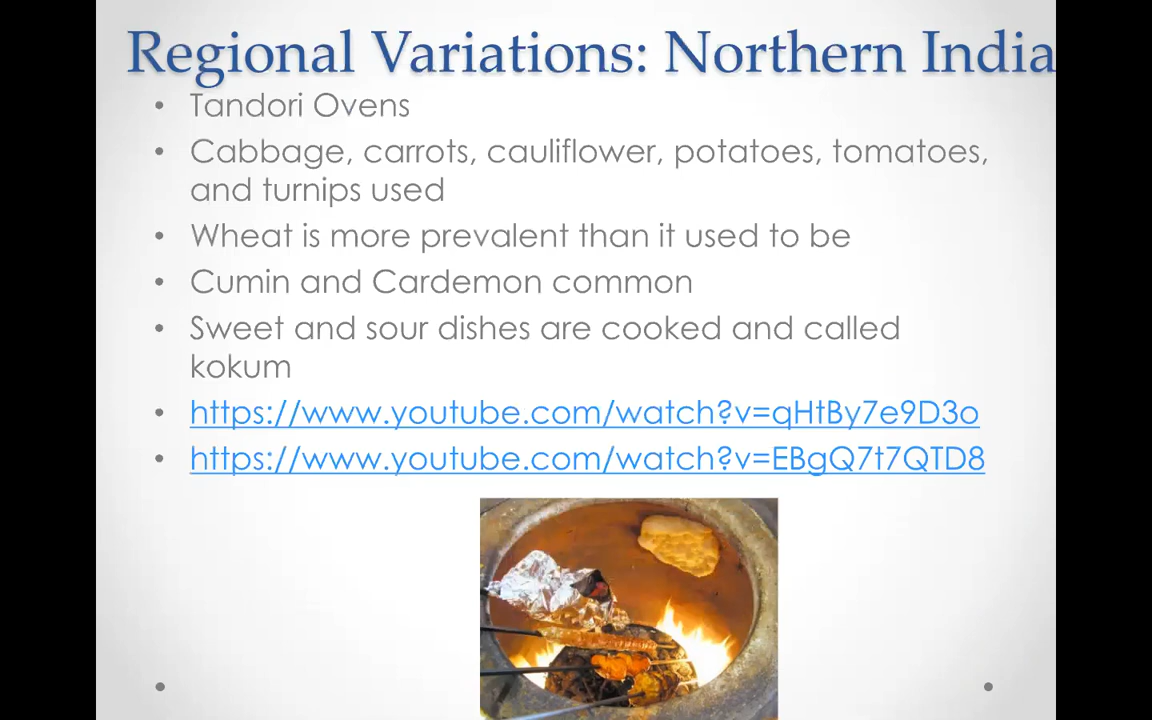 Regional Variations: Northern India
• Tandori Ovens
• Cabbage, carrots, cauliflower, potatoes, tomatoes,
and turnips used
• Wheat is more prevalent than it used to be
• Cumin and Cardemon common
• Sweet and sour dishes are cooked and called
kokum
• https://www.youtube.com/watch?v=qHtBy7e9D3o
• https://www.youtube.com/watch?v=EBgQ7t7QTD8